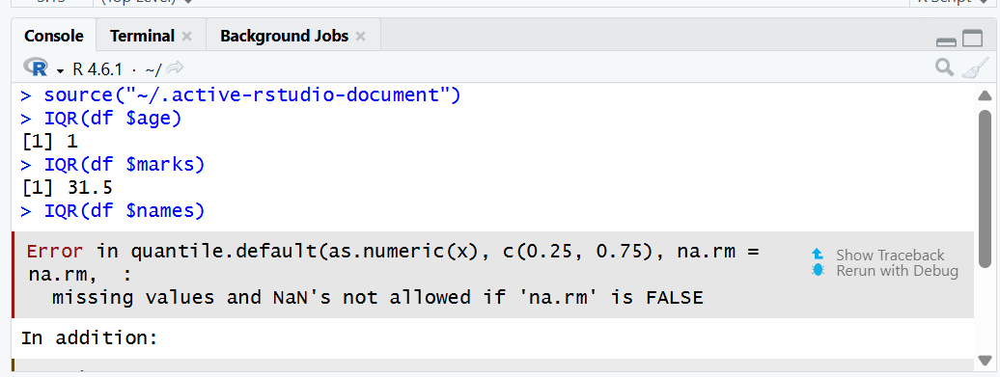 Console Terminal Background Jobs
R 4.6.1 · ~/
> source("~/.active-rstudio-document")
> IQR(df $age)
[1] 1
> IQR(df $marks)
[1] 31.5
> IQR(df $names)
Error in quantile.default(as.numeric(x), c(0.25, 0.75), na.rm =
na.rm,  :
  missing values and NaN's not allowed if 'na.rm' is FALSE
Show Traceback
Rerun with Debug
In addition: